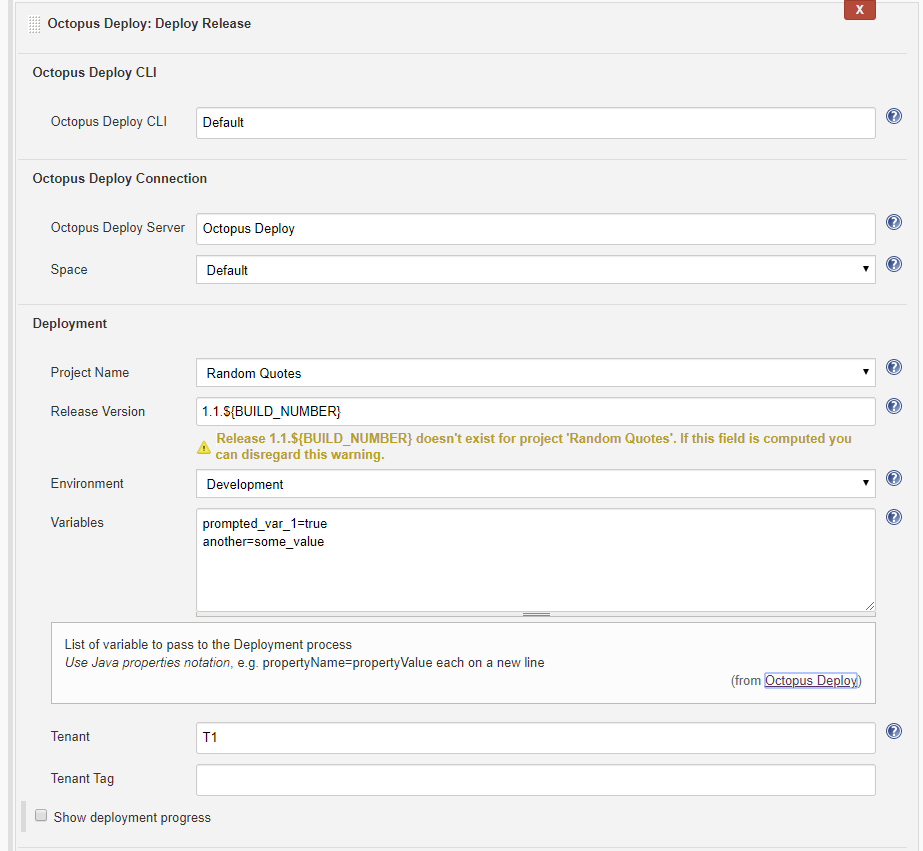 X
Octopus Deploy: Deploy Release
Octopus Deploy CLI
Octopus Deploy CLI
Default
?
Octopus Deploy Connection
Octopus Deploy Server
Octopus Deploy
?
Space
Default
?
Deployment
Project Name
Random Quotes
?
Release Version
1.1.${BUILD_NUMBER}
?
Release 1.1.${BUILD_NUMBER} doesn't exist for project 'Random Quotes'. If this field is computed you
can disregard this warning.
Environment
Development
?
Variables
prompted_var_1=true
another=some_value
?
List of variable to pass to the Deployment process
Use Java properties notation, e.g. propertyName=propertyValue each on a new line
(from Octopus Deploy)
Tenant
T1
?
Tenant Tag
Show deployment progress